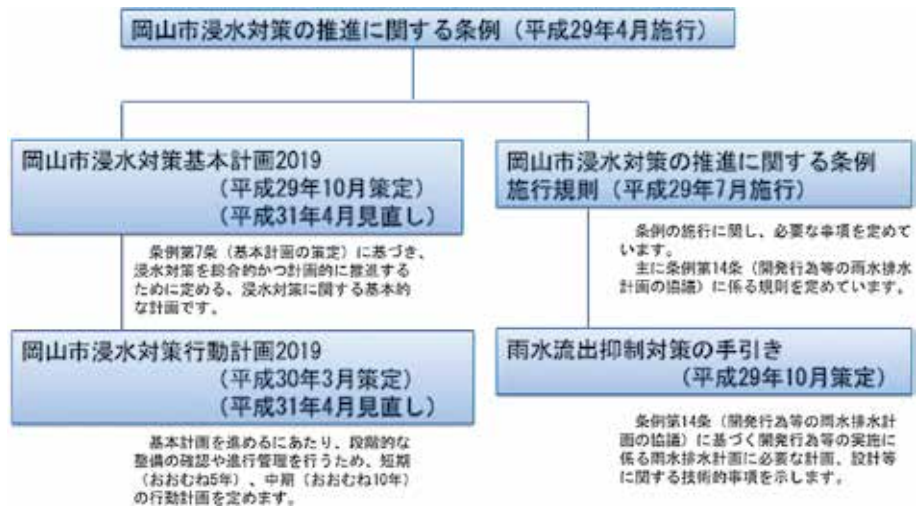 岡山市浸水対策の推進に関する条例（平成29年4月施行）
岡山市浸水対策基本計画2019
（平成29年10月策定）
（平成31年4月見直し）
条例第7条（基本計画の策定）に基づき、
浸水対策を総合的かつ計画的に推進する
ために定める、浸水対策に関する基本的
な計画です。
岡山市浸水対策行動計画2019
（平成30年3月策定）
（平成31年4月見直し）
基本計画を進めるにあたり、段階的な
整備の確認や進行管理を行うため、短期
（おおむね5年）、中期（おおむね10年）
の行動計画を定めます。
岡山市浸水対策の推進に関する条例
施行規則（平成29年7月施行）
条例の施行に関し、必要な事項を定めて
います。
主に条例第14条（開発行為等の雨水排水
計画の協議）に係る規則を定めています。
雨水流出抑制対策の手引き
（平成29年10月策定）
条例第14条（開発行為等の雨水排水計
画の協議）に基づく開発行為等の実施に
係る雨水排水計画に必要な計画、設計等
に関する技術的事項を示します。